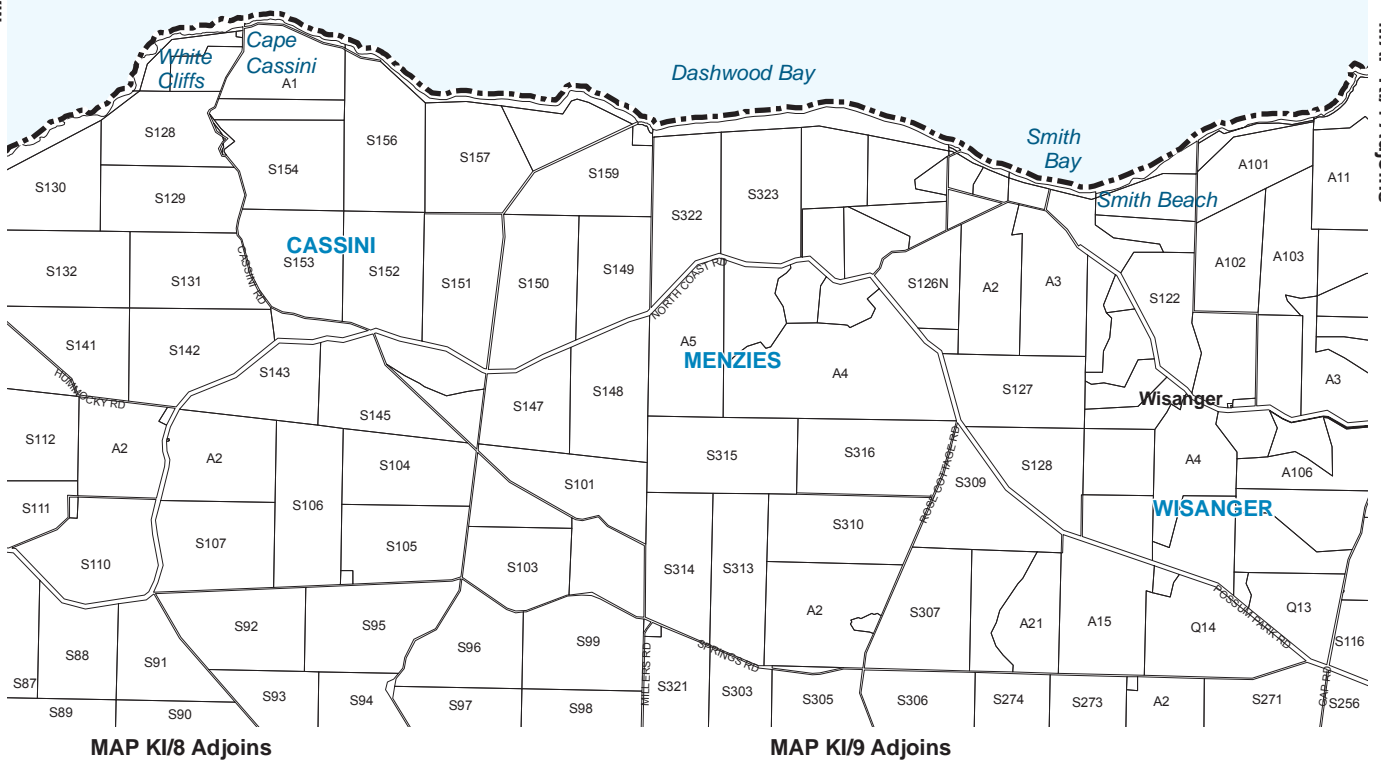 Cape
Cassini
White
Cliffs
Dashwood Bay
Smith
Bay
Smith Beach
A1
S128
S156
S157
S154
S159
S130
S129
S322
S323
A101
A11
CASSINI
S153
S152
S151
S150
S149
S132
S131
CASSINI RD
NORTH COAST RD
S126N
A2
A3
S122
A102
A103
S141
S142
S143
HUMMOCKY RD
A5
MENZIES
A4
S127
A3
Wisanger
S145
S147
S148
S112
A2
A2
S104
S106
S101
S315
S316
ROSE COTTAGE RD
S309
S128
A4
A106
WISANGER
S111
S107
S105
S110
S103
S314
S313
S310
A2
S307
A21
A15
Q14
POSSUM PARK RD
Q13
S116
S92
S95
S96
S99
S88
S91
S87
S89
S90
S93
S94
S97
S98
MILLERS RD
S321
SPRINGS RD
S303
S305
S306
S274
S273
A2
S271
GAP RD
S256
MAP KI/8 Adjoins
MAP KI/9 Adjoins